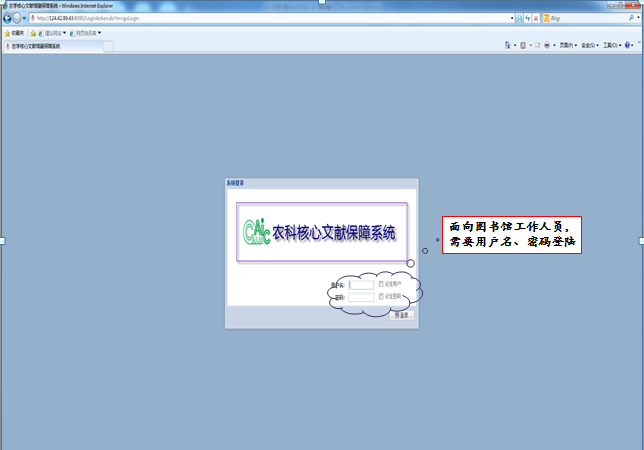 农学核心文献馆藏保障系统 - Windows Internet Explorer
http://124.42.89.43:9090/LoginAction.do?m=goLogin
Bing
收藏夹
建议网站
网页快讯库
农学核心文献馆藏保障系统
页面(P)
安全(S)
工具(O)
系统登录
农科核心文献保障系统
用户名:
记住用户
密码:
记住密码
登录
面向图书馆工作人员,
需要用户名、密码登陆